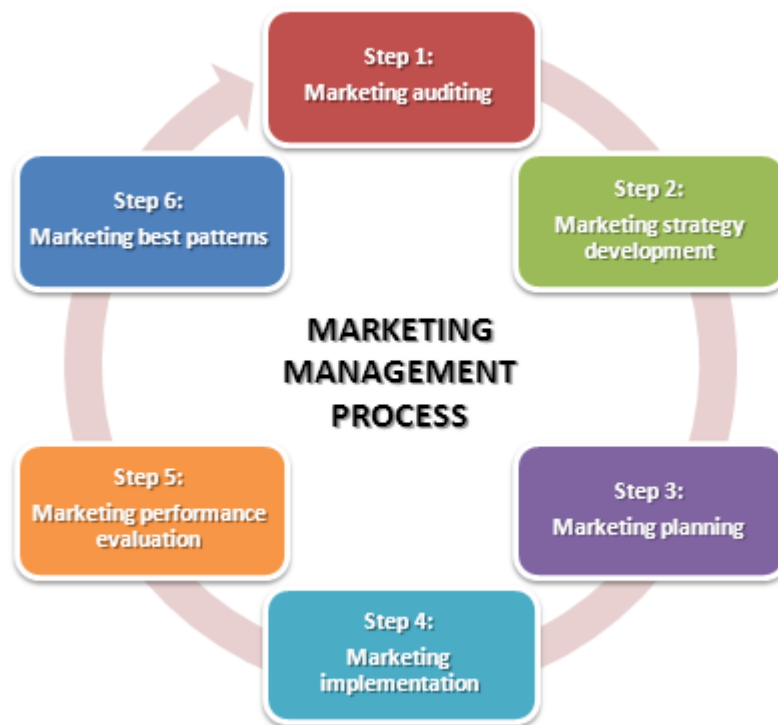 Step 1:
Marketing auditing
Step 2:
Marketing strategy
development
Step 3:
Marketing planning
Step 4:
Marketing
implementation
Step 5:
Marketing performance
evaluation
Step 6:
Marketing best patterns
MARKETING
MANAGEMENT
PROCESS